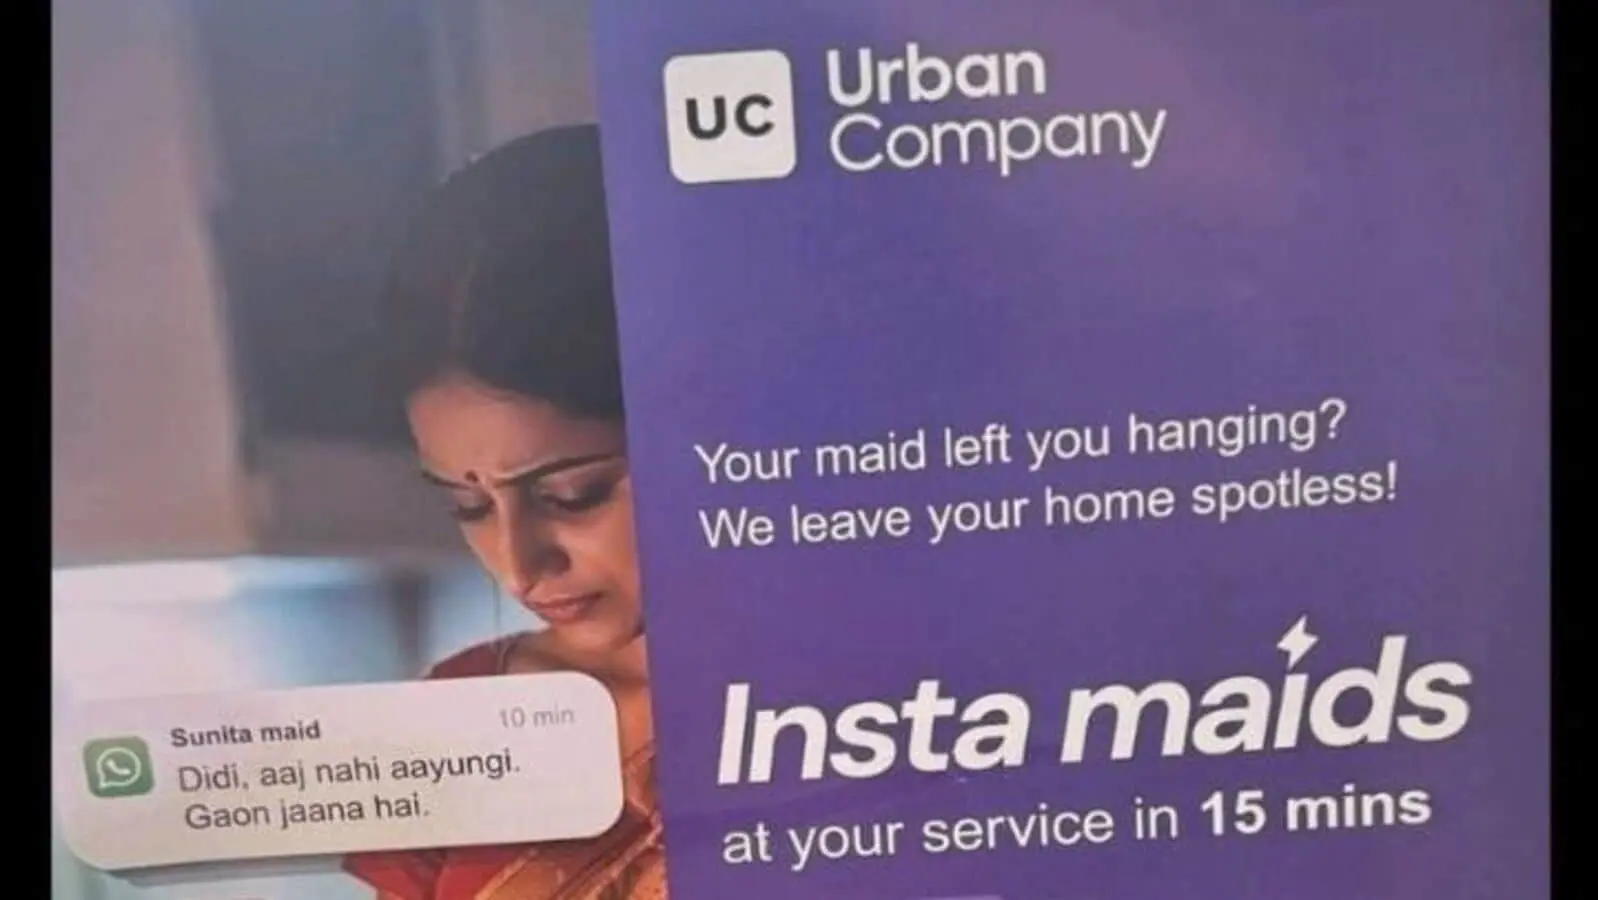 UC
Urban
Company
Your maid left you hanging?
We leave your home spotless!
Insta maids
at your service in 15 mins
Sunita maid
10 min
Didi, aaj nahi aayungi.
Gaon jaana hai.